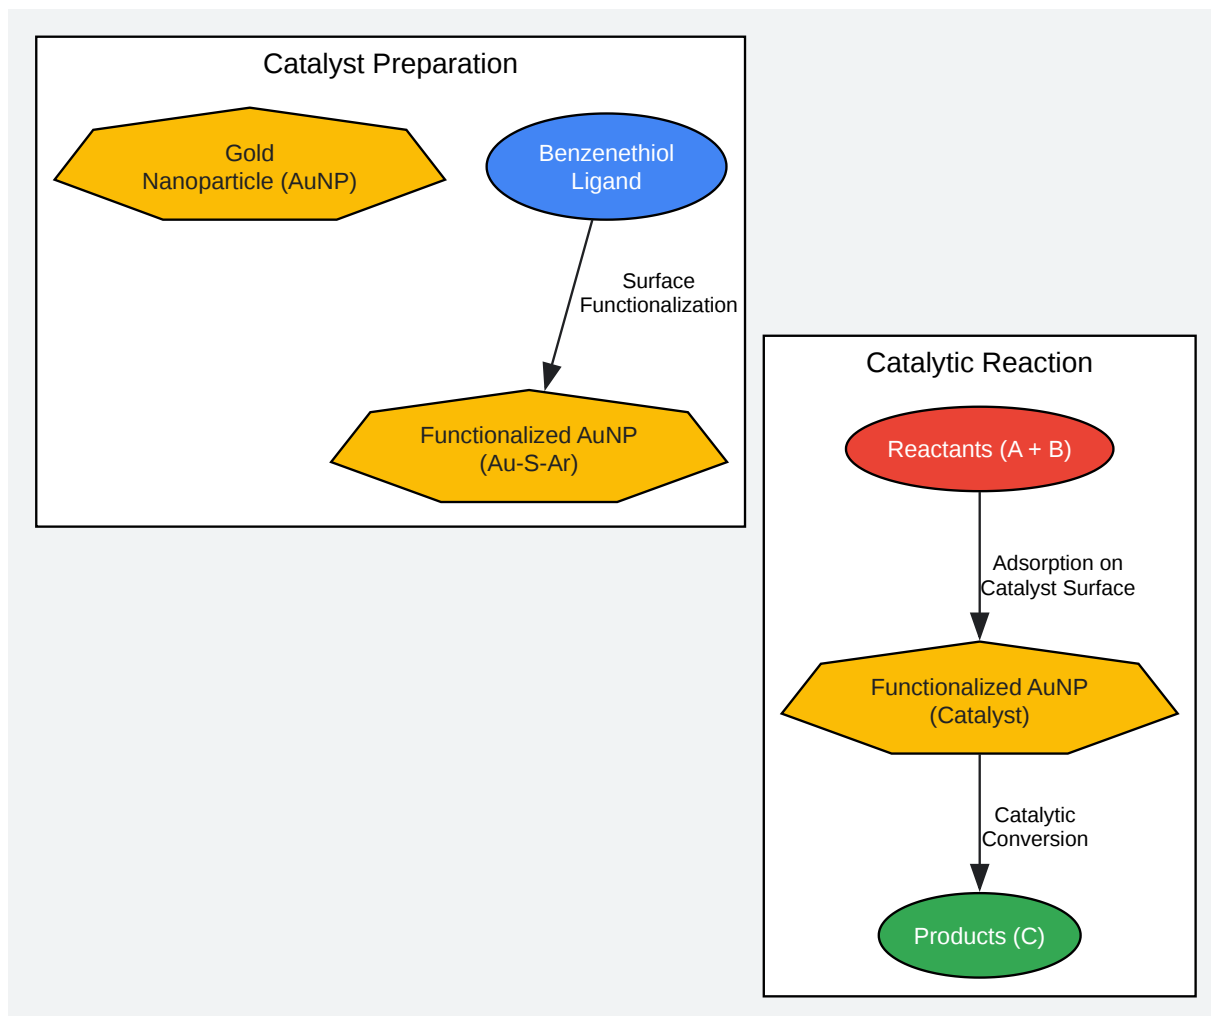 Catalyst Preparation
Gold
Nanoparticle (AuNP)
Benzenethiol
Ligand
Surface
Functionalization
Functionalized AuNP
(Au-S-Ar)
Catalytic Reaction
Reactants (A + B)
Adsorption on
Catalyst Surface
Functionalized AuNP
(Catalyst)
Catalytic
Conversion
Products (C)